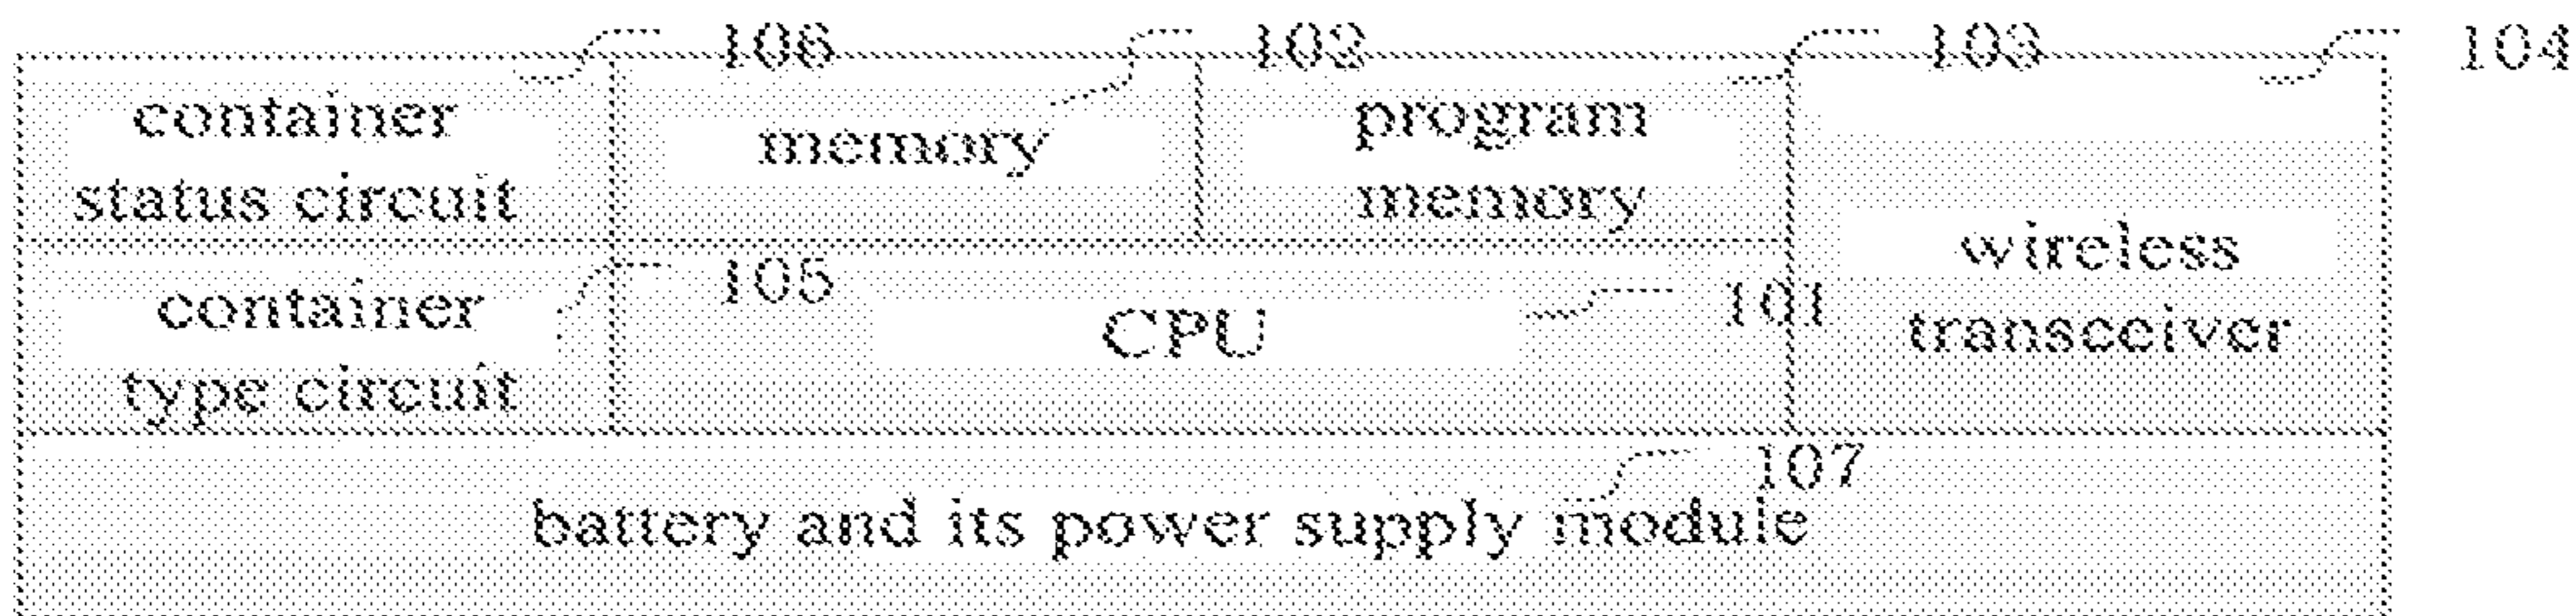 106 102 103 104
container
status circuit
memory
program
memory
wireless
transceiver
105
container
type circuit
CPU
101
107
battery and its power supply module